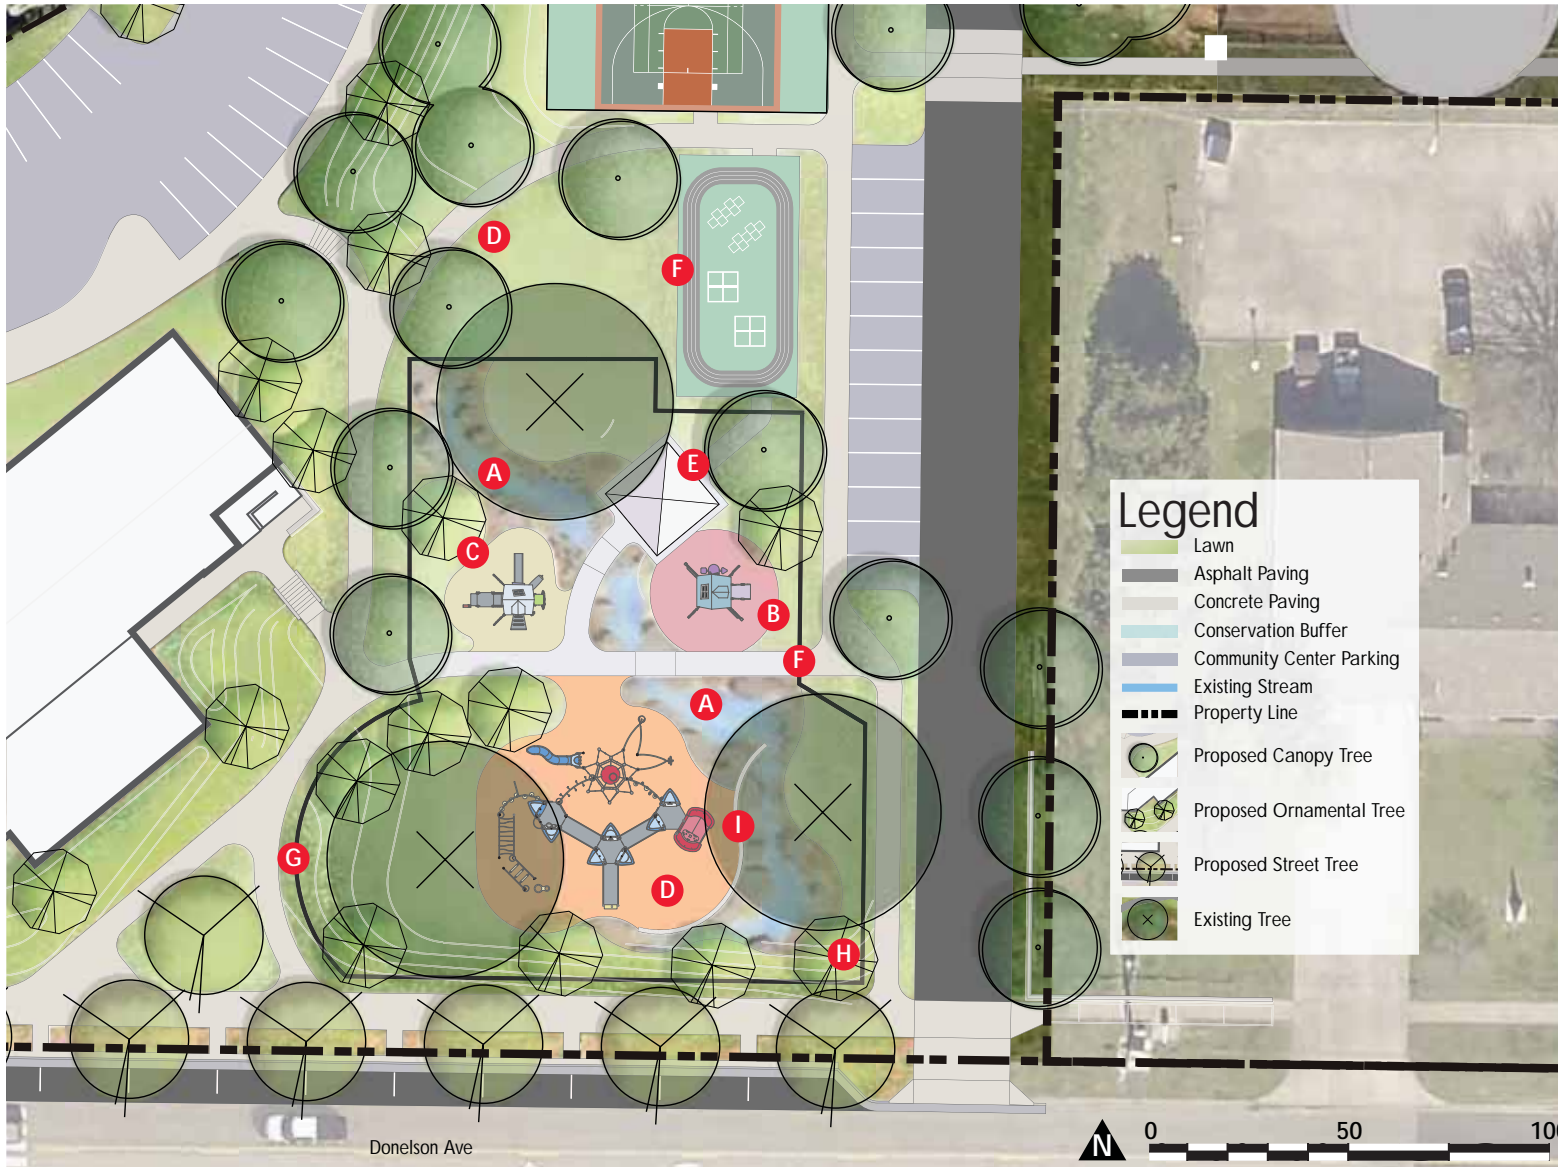 D
F
A
E
C
B
F
A
I
G
D
H
Legend
Lawn
Asphalt Paving
Concrete Paving
Conservation Buffer
Community Center Parking
Existing Stream
Property Line
Proposed Canopy Tree
Proposed Ornamental Tree
Proposed Street Tree
Existing Tree
Donelson Ave
N
0 50 100